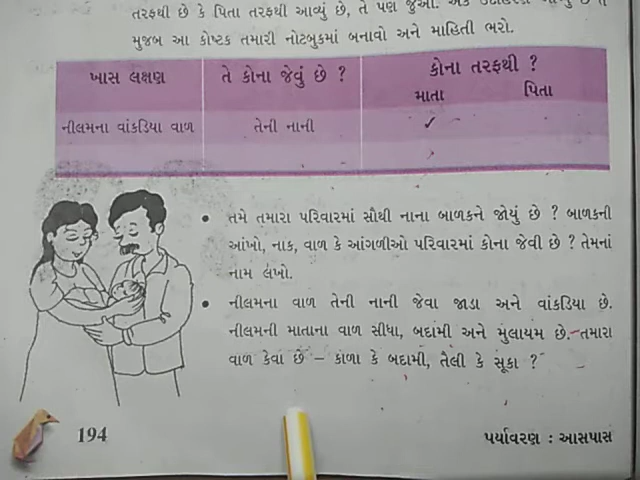 તરફથી છે કે પિતા તરફથી આવ્યું છે, તે પણ જુઓ.
મુજબ આ કોષ્ટક તમારી નોટબુકમાં બનાવો અને માહિતી ભરો.
ખાસ લક્ષણ તે કોના જેવું છે ? કોના તરફથી ?
માતા પિતા
નીલમના વાંકડિયા વાળ તેની નાની ✓
• તમે તમારા પરિવારમાં સૌથી નાના બાળકને જોયું છે ? બાળકની
આંખો, નાક, વાળ કે આંગળીઓ પરિવારમાં કોના જેવી છે ? તેમનાં
નામ લખો.
• નીલમના વાળ તેની નાની જેવા જાડા અને વાંકડિયા છે.
નીલમની માતાના વાળ સીધા, બદામી અને મુલાયમ છે. તમારા
વાળ કેવા છે – કાળા કે બદામી, તૈલી કે સૂકા ?
194 પર્યાવરણ : આસપાસ